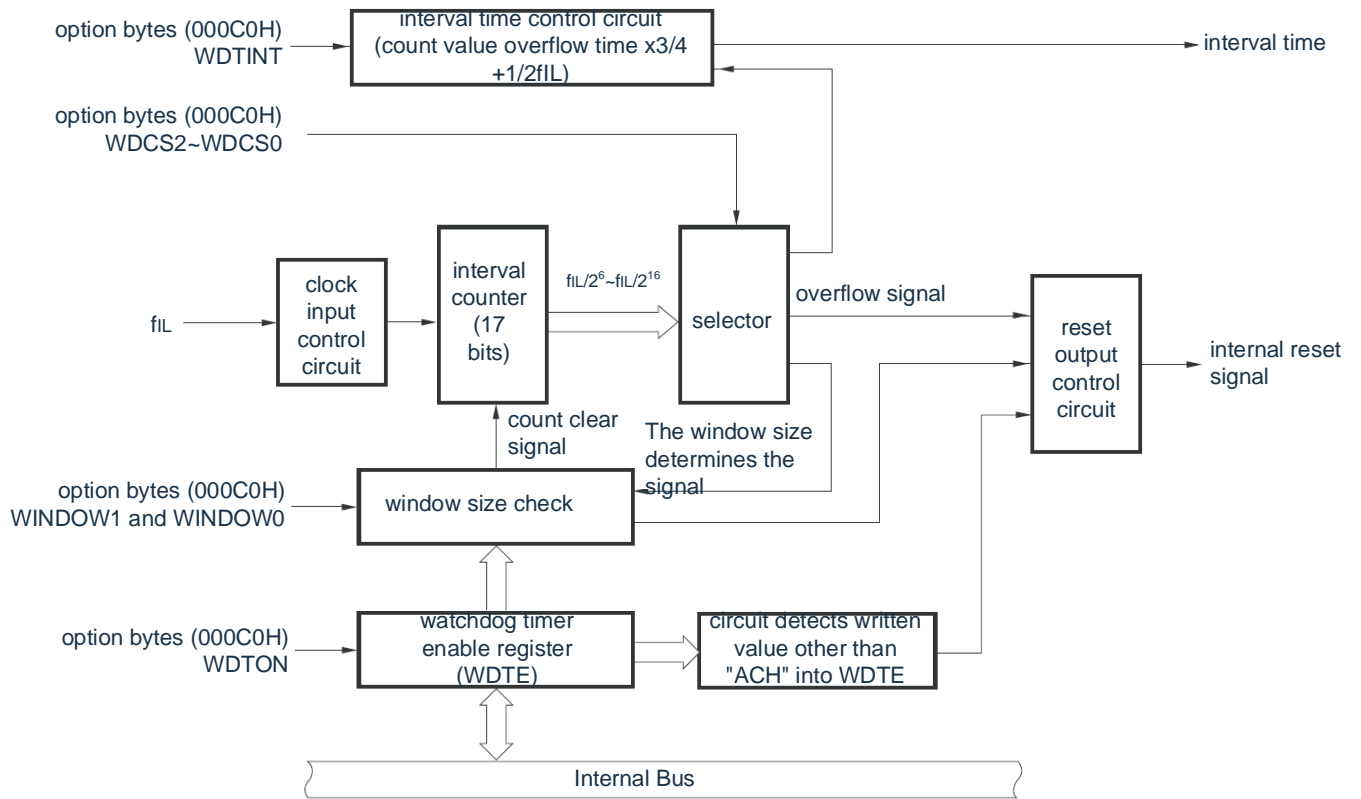 option bytes (000C0H)
WDTINT
interval time control circuit
(count value overflow time x3/4
+1/2fIL)
interval time
option bytes (000C0H)
WDCS2~WDCS0
fIL
clock
input
control
circuit
interval
counter
(17
bits)
fIL/2⁶~fIL/2¹⁶
selector
overflow signal
reset
output
control
circuit
internal reset
signal
count clear
signal
The window size
determines the
signal
option bytes (000C0H)
WINDOW1 and WINDOW0
window size check
option bytes (000C0H)
WDTON
watchdog timer
enable register
(WDTE)
circuit detects written
value other than
"ACH" into WDTE
Internal Bus